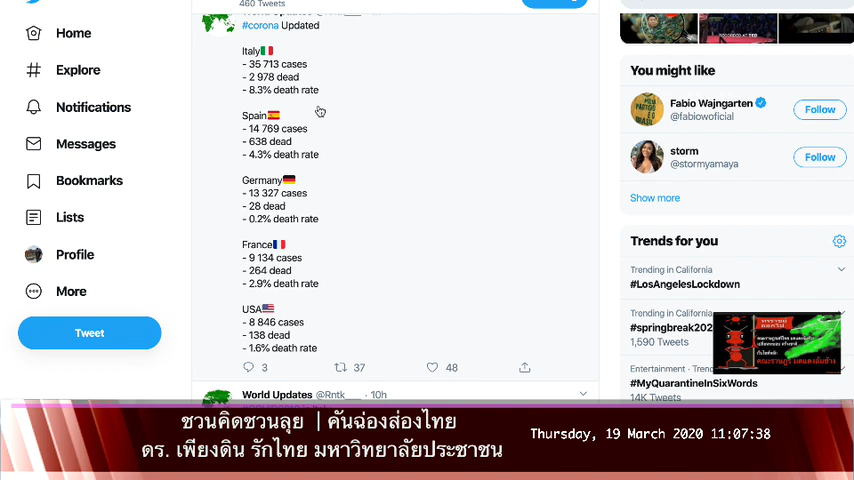 460 Tweets
World Updates @Rntk___
#corona Updated
Italy
- 35 713 cases
- 2 978 dead
- 8.3% death rate
Spain
- 14 769 cases
- 638 dead
- 4.3% death rate
Germany
- 13 327 cases
- 28 dead
- 0.2% death rate
France
- 9 134 cases
- 264 dead
- 2.9% death rate
USA
- 8 846 cases
- 138 dead
- 1.6% death rate
3 37 48
World Updates @Rntk___ · 10h
Home
Explore
Notifications
Messages
Bookmarks
Lists
Profile
More
Tweet
You might like
Fabio Wajngarten
@fabiowoficial
Follow
storm
@stormyamaya
Follow
Show more
Trends for you
Trending in California
#LosAngelesLockdown
Trending in California
#springbreak202
1,590 Tweets
Entertainment · Trend
#MyQuarantineInSixWords
14K Tweets
ชวนคิดชวนลุย | คันฉ่องส่องไทย
ดร. เพียงดิน รักไทย มหาวิทยาลัยประชาชน
Thursday, 19 March 2020 11:07:38